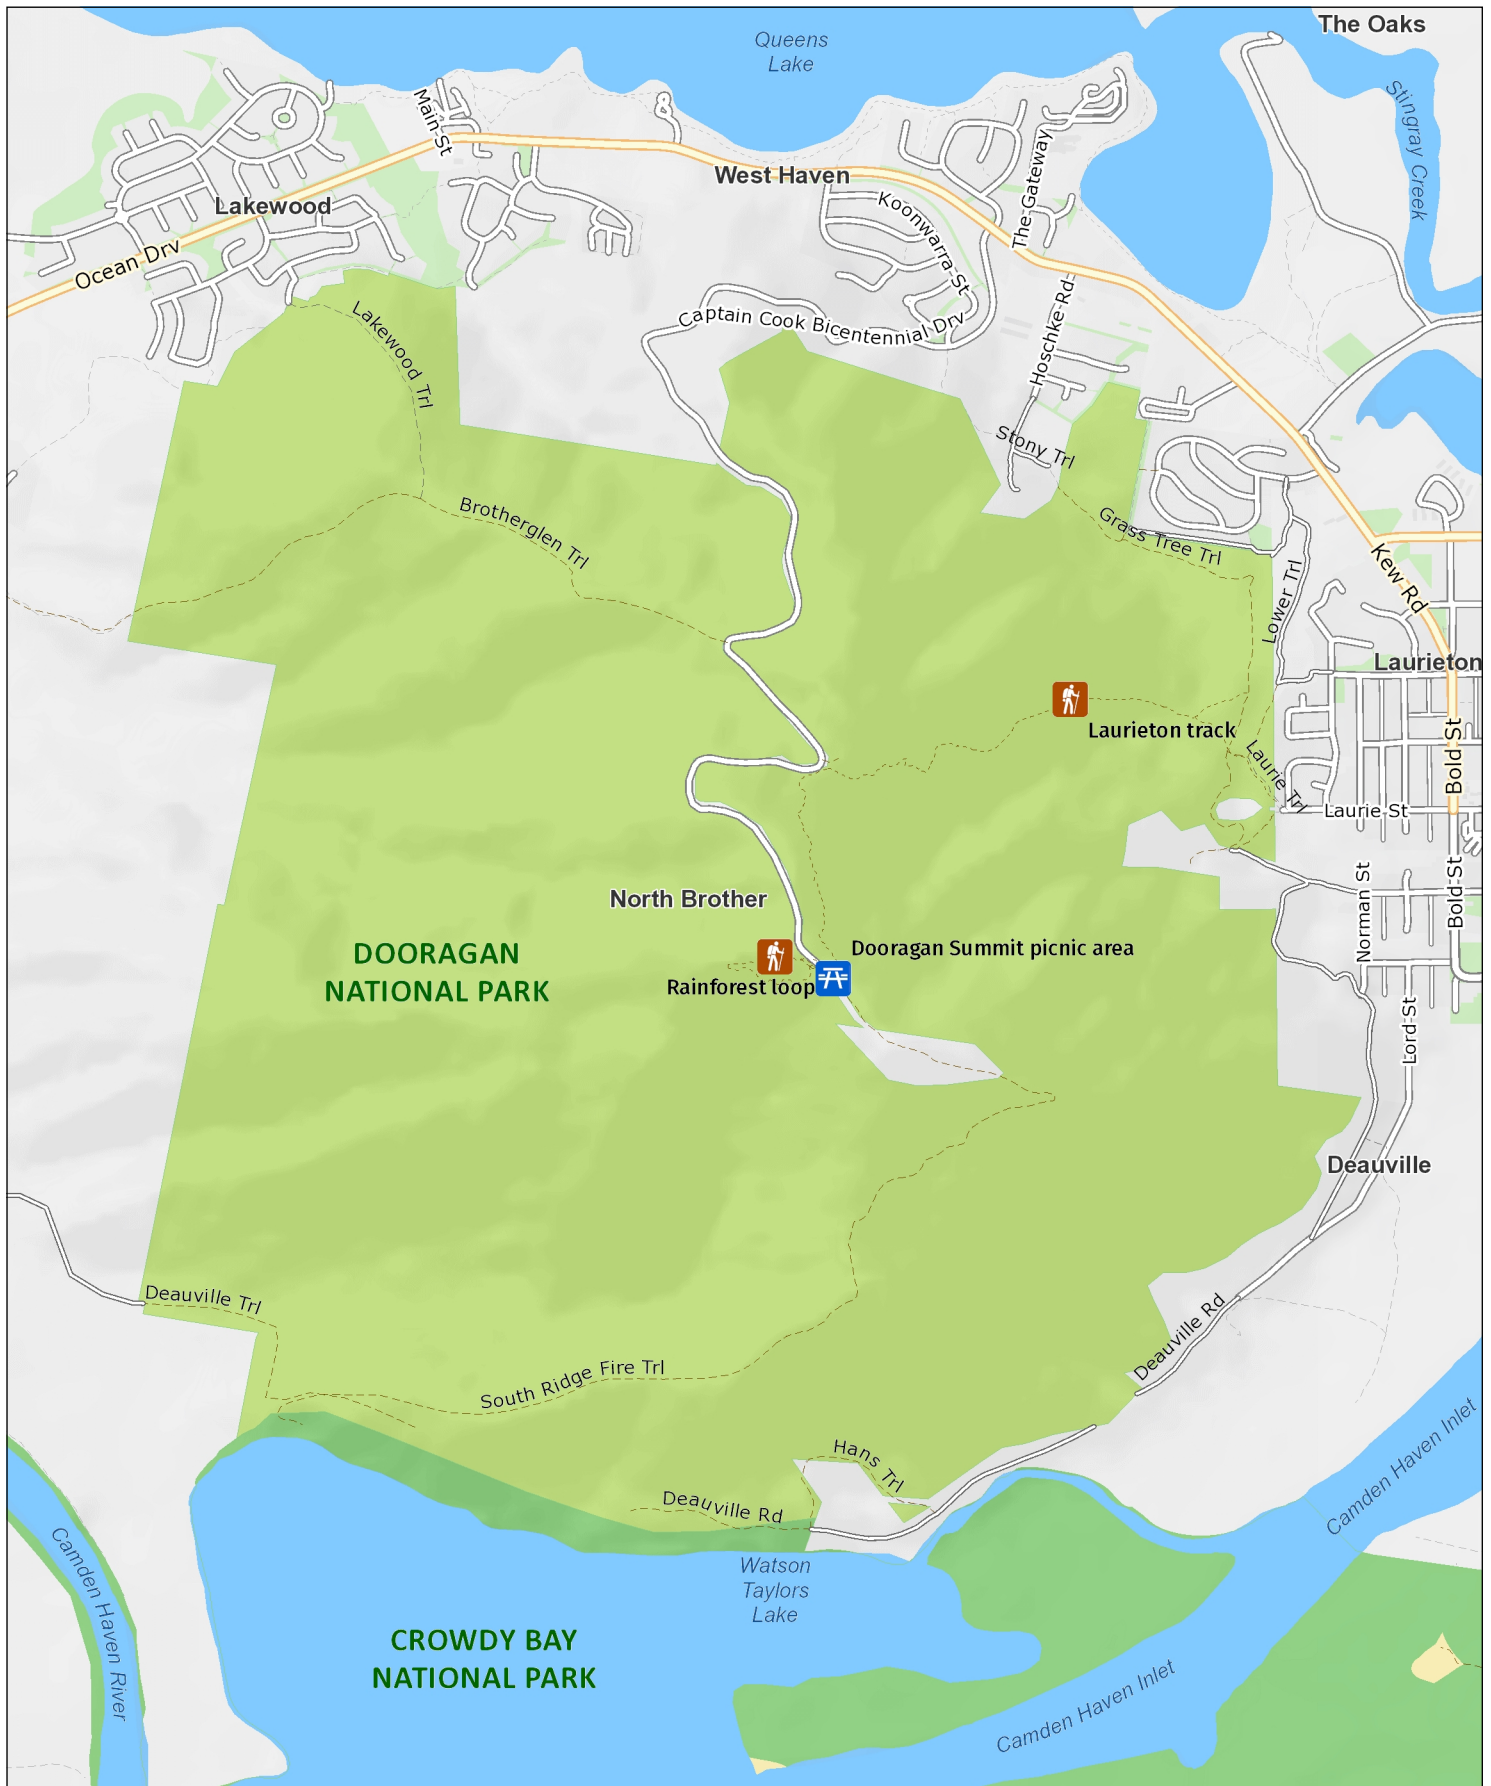 The Oaks
Queens
Lake
Stingray Creek
Main St
West Haven
The Gateway
Lakewood
Koonwarra St
Ocean Drv
Hoschke Rd
Captain Cook Bicentennial Drv
Lakewood Trl
Stony Trl
Brotherglen Trl
Grass Tree Trl
Kew Rd
Lower Trl
Laurieton
Laurieton track
Bold St
Laurie Trl
Laurie St
North Brother
Norman St
Bold St
DOORAGAN
NATIONAL PARK
Dooragan Summit picnic area
Rainforest loop
Lord St
Deauville
Deauville Trl
Deauville Rd
South Ridge Fire Trl
Hans Trl
Deauville Rd
Camden Haven Inlet
Watson
Taylors
Lake
Camden Haven River
CROWDY BAY
NATIONAL PARK
Camden Haven Inlet